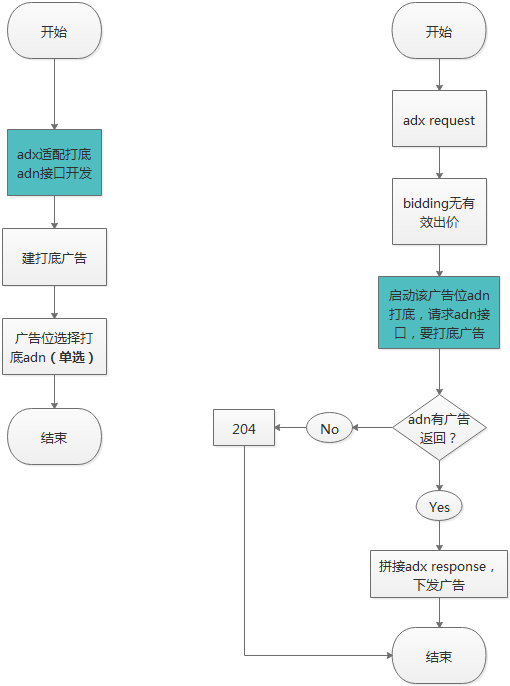 开始
adx适配打底
adn接口开发
建打底广告
广告位选择打
底adn（单选）
结束
开始
adx request
bidding无有
效出价
启动该广告位adn
打底，请求adn接
口，要打底广告
adn有广告
返回？
No
204
Yes
拼接adx response，
下发广告
结束